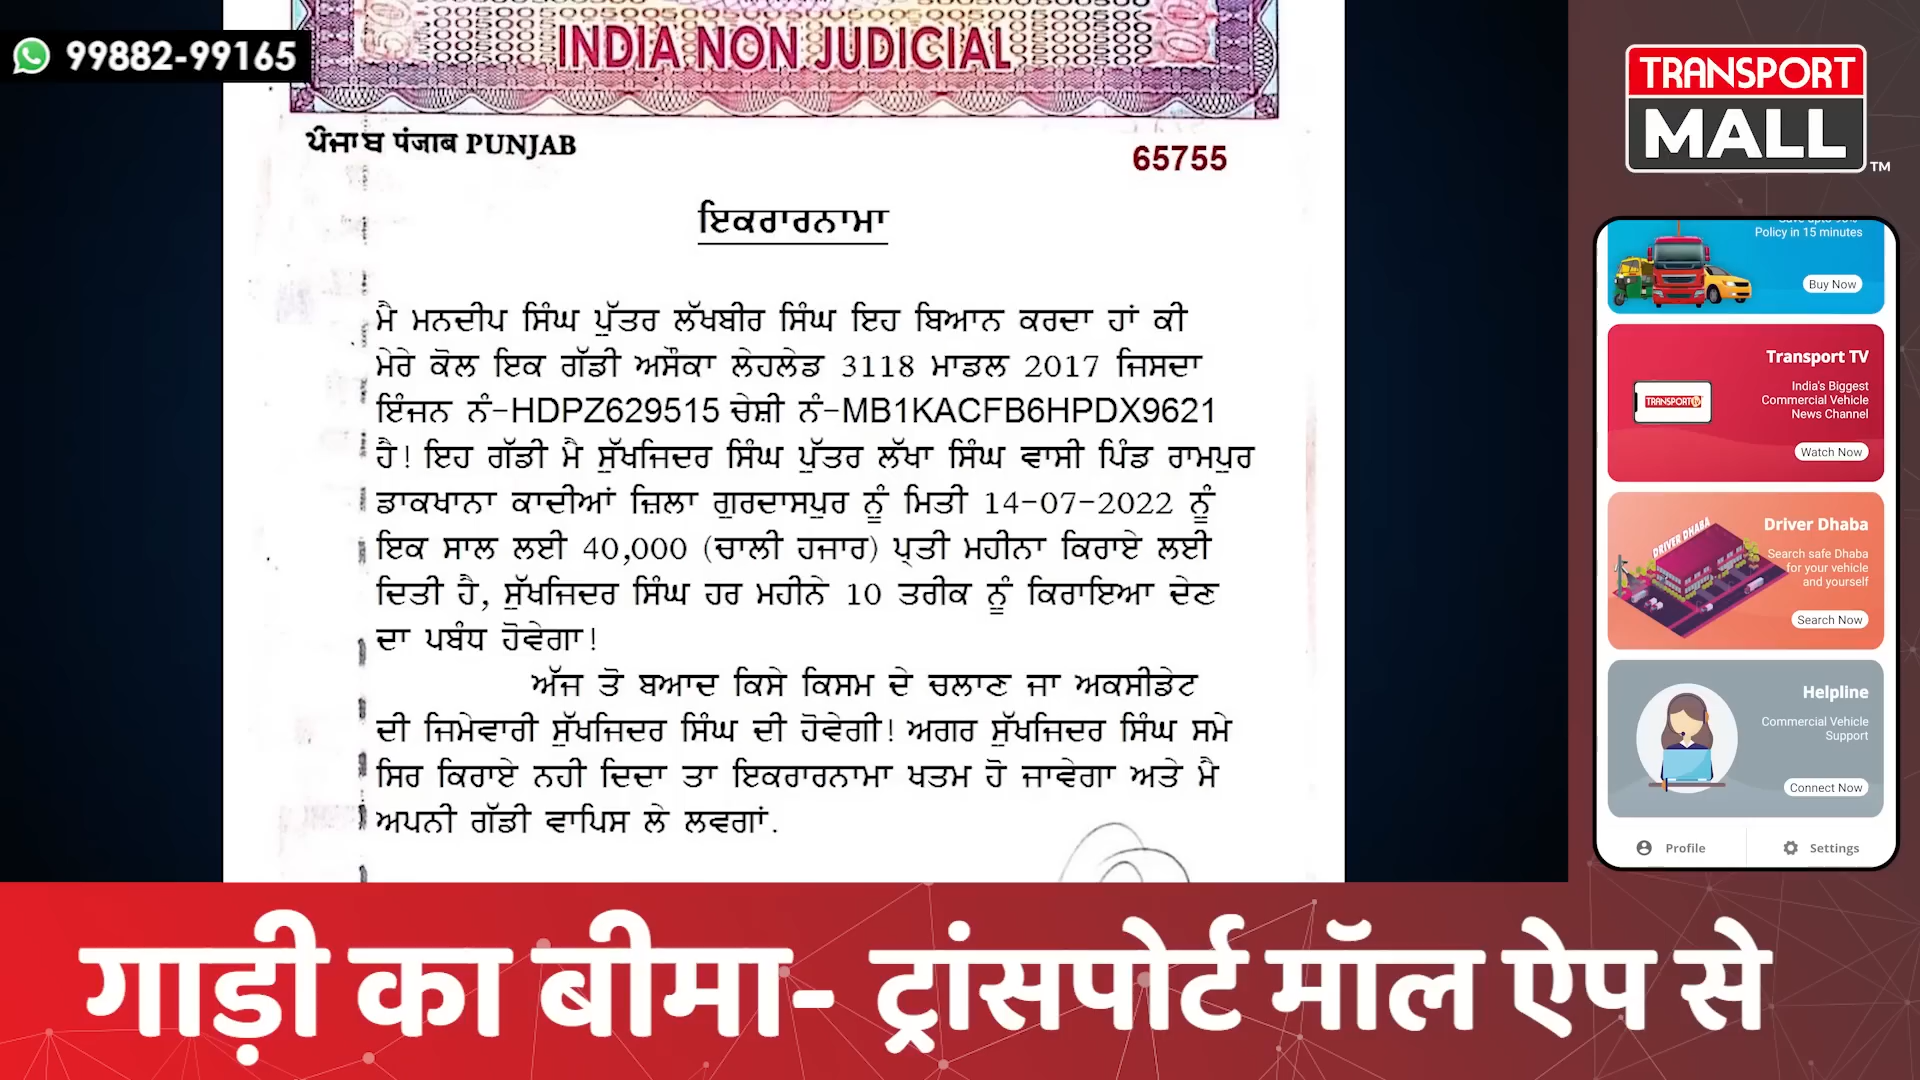 99882-99165
INDIA NON JUDICIAL
ਪੰਜਾਬ ਧਂਯਾਬ PUNJAB
65755
ਇਕਰਾਰਨਾਮਾ
ਮੈ ਮਨਦੀਪ ਸਿੰਘ ਪੁੱਤਰ ਲੱਖਬੀਰ ਸਿੰਘ ਇਹ ਬਿਆਨ ਕਰਦਾ ਹਾਂ ਕੀ
ਮੇਰੇ ਕੋਲ ਇਕ ਗੱਡੀ ਅਸੌਕਾ ਲੇਹਲੇਡ 3118 ਮਾਡਲ 2017 ਜਿਸਦਾ
ਇੰਜਨ ਨੰ-HDPZ629515 ਚੇਸ਼ੀ ਨੰ-MB1KACFB6HPDX9621
ਹੈ! ਇਹ ਗੱਡੀ ਮੈ ਸੁੱਖਜਿਦਰ ਸਿੰਘ ਪੁੱਤਰ ਲੱਖਾ ਸਿੰਘ ਵਾਸੀ ਪਿੰਡ ਰਾਮਪੁਰ
ਡਾਕਖਾਨਾ ਕਾਦੀਆਂ ਜ਼ਿਲਾ ਗੁਰਦਾਸਪੁਰ ਨੂੰ ਮਿਤੀ 14-07-2022 ਨੂੰ
ਇਕ ਸਾਲ ਲਈ 40,000 (ਚਾਲੀ ਹਜਾਰ) ਪ੍ਰਤੀ ਮਹੀਨਾ ਕਿਰਾਏ ਲਈ
ਦਿਤੀ ਹੈ, ਸੁੱਖਜਿਦਰ ਸਿੰਘ ਹਰ ਮਹੀਨੇ 10 ਤਰੀਕ ਨੂੰ ਕਿਰਾਇਆ ਦੇਣ
ਦਾ ਪਬੰਧ ਹੋਵੇਗਾ!
ਅੱਜ ਤੋ ਬਆਦ ਕਿਸੇ ਕਿਸਮ ਦੇ ਚਲਾਣ ਜਾ ਅਕਸੀਡੇਟ
ਦੀ ਜਿਮੇਵਾਰੀ ਸੁੱਖਜਿਦਰ ਸਿੰਘ ਦੀ ਹੋਵੇਗੀ! ਅਗਰ ਸੁੱਖਜਿਦਰ ਸਿੰਘ ਸਮੇ
ਸਿਰ ਕਿਰਾਏ ਨਹੀ ਦਿਦਾ ਤਾ ਇਕਰਾਰਨਾਮਾ ਖਤਮ ਹੋ ਜਾਵੇਗਾ ਅਤੇ ਮੈ
ਅਪਨੀ ਗੱਡੀ ਵਾਪਿਸ ਲੇ ਲਵਗਾਂ.
TRANSPORT
MALL
TM
Policy in 15 minutes
Buy Now
Transport TV
India's Biggest
Commercial Vehicle
News Channel
TRANSPORT TV
Watch Now
Driver Dhaba
DRIVER DHABA
Search safe Dhaba
for your vehicle
and yourself
Search Now
Helpline
Commercial Vehicle
Support
Connect Now
Profile
Settings
गाड़ी का बीमा- ट्रांसपोर्ट मॉल ऐप से